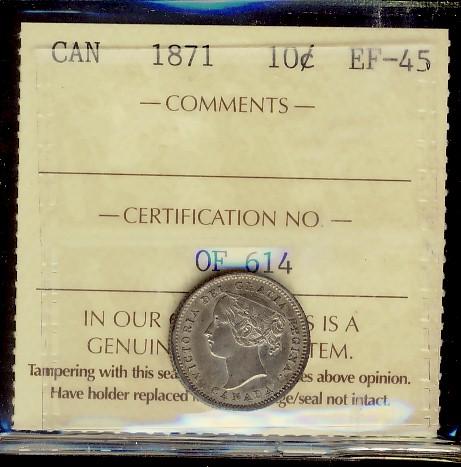 CAN 1871 10¢ EF-45
— COMMENTS —
— CERTIFICATION NO. —
OF 614
IN OUR S IS A
GENUIN TEM.
Tampering with this sea es above opinion.
Have holder replaced ge/seal not intact.
VICTORIA DEI GRATIA REGINA.
CANADA